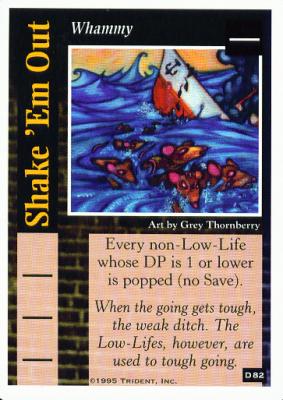 Shake 'Em Out
Whammy
Art by Grey Thornberry
Every non-Low-Life
whose DP is 1 or lower
is popped (no Save).
When the going gets tough,
the weak ditch. The
Low-Lifes, however, are
used to tough going.
©1995 TRIDENT, INC.
D82